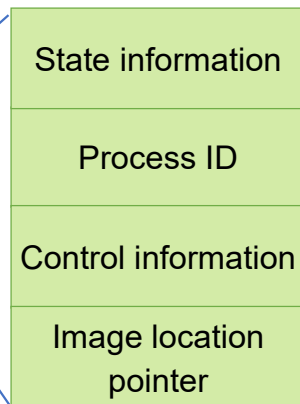 State information
Process ID
Control information
Image location
pointer